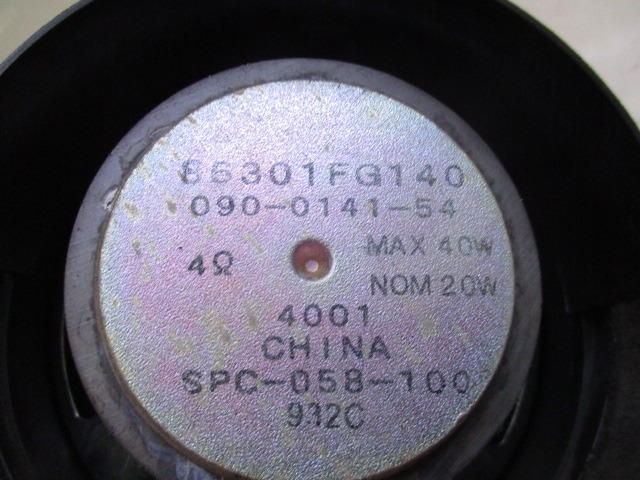 86301FG140
090-0141-54
4Ω
MAX 40W
NOM 20W
4001
CHINA
SPC-058-100
912C